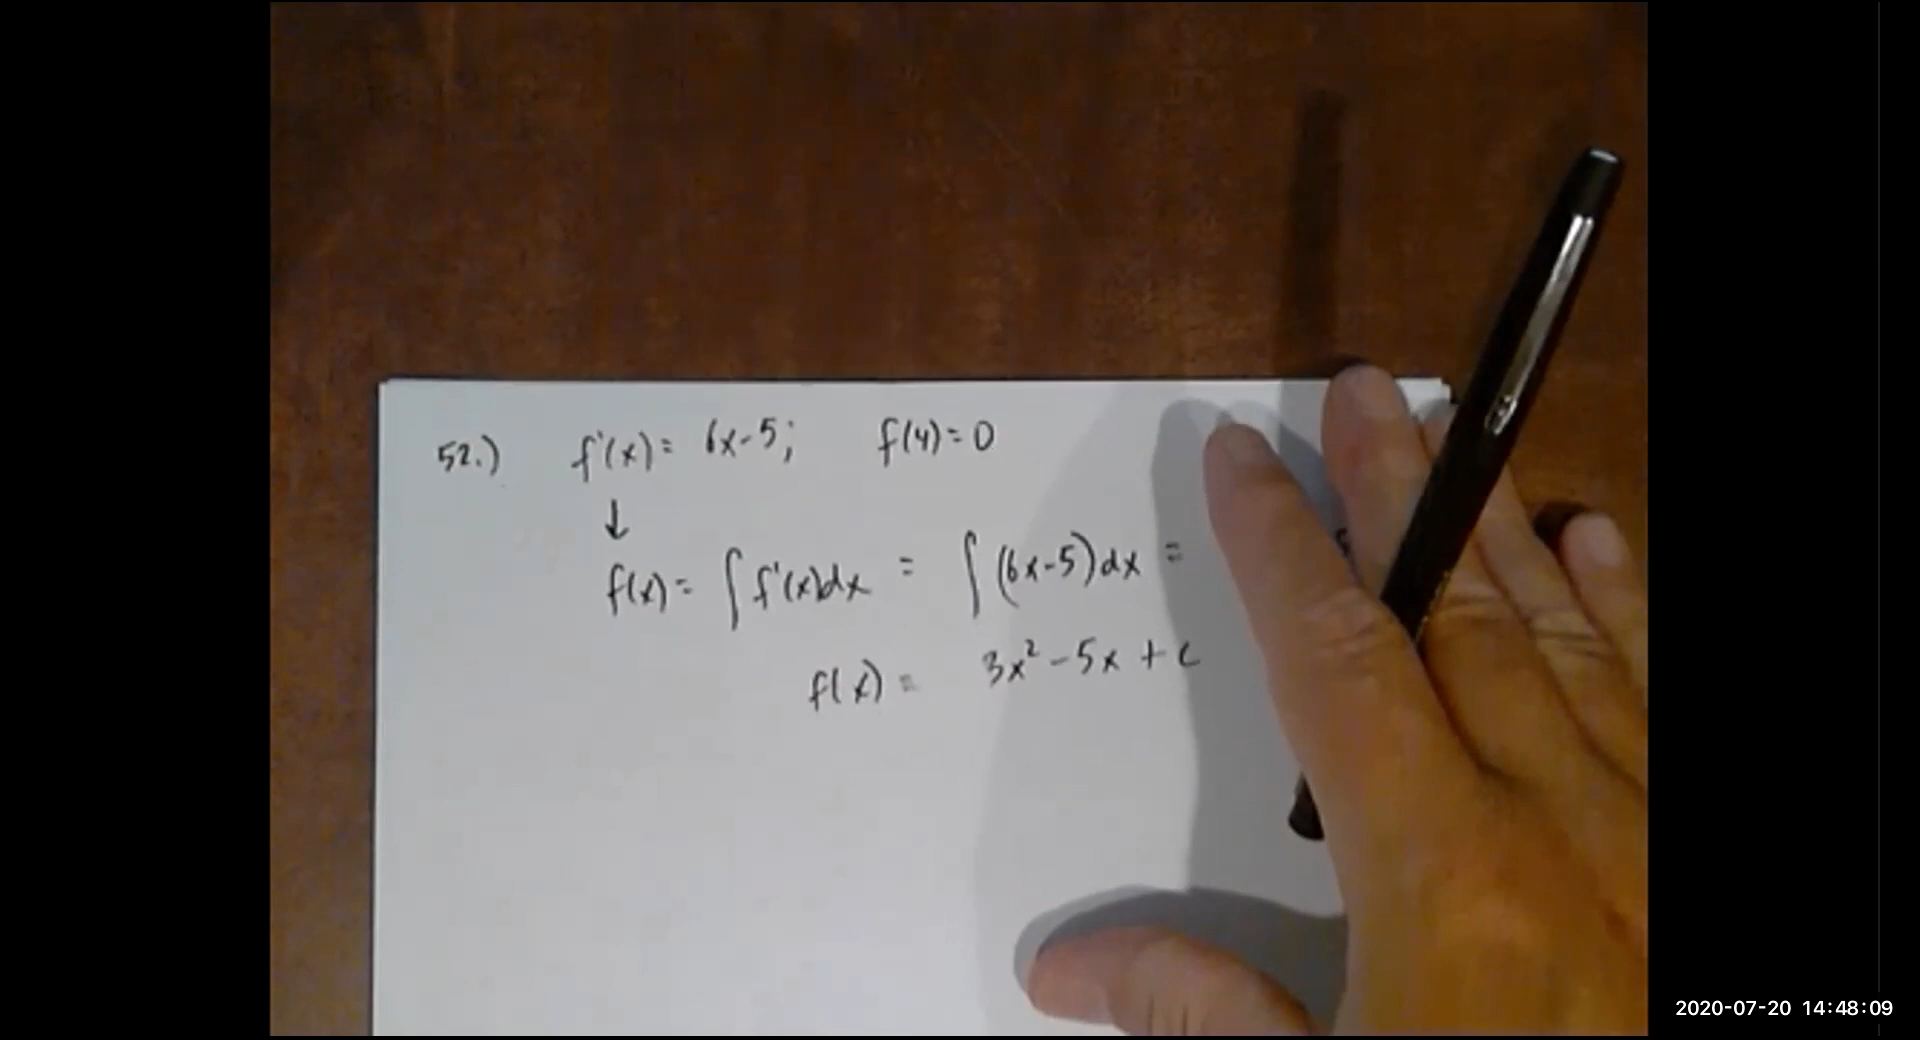 52.) f'(x) = 6x-5; f(4) = 0
↓
f(x) = ∫ f'(x)dx = ∫ (6x-5)dx =
f(x) = 3x² - 5x + c
2020-07-20 14:48:09